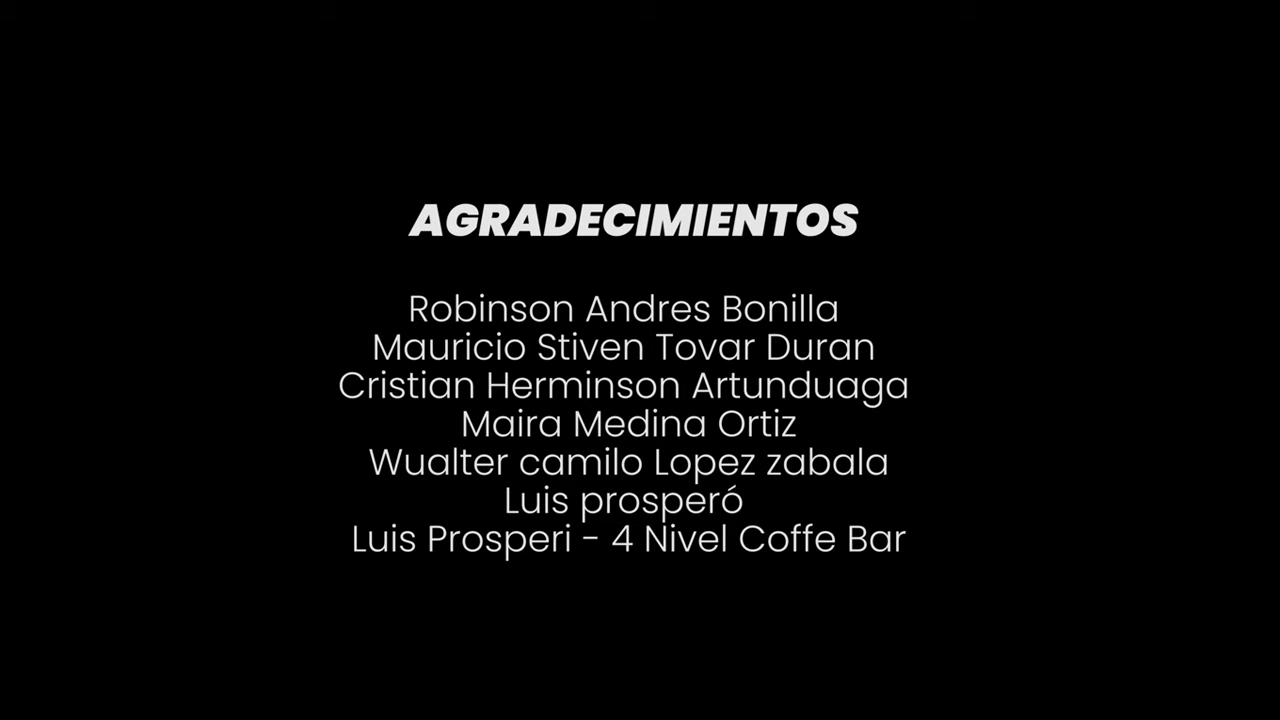 AGRADECIMIENTOS
Robinson Andres Bonilla
Mauricio Stiven Tovar Duran
Cristian Herminson Artunduaga
Maira Medina Ortiz
Wualter camilo Lopez zabala
Luis prosperó
Luis Prosperi - 4 Nivel Coffe Bar